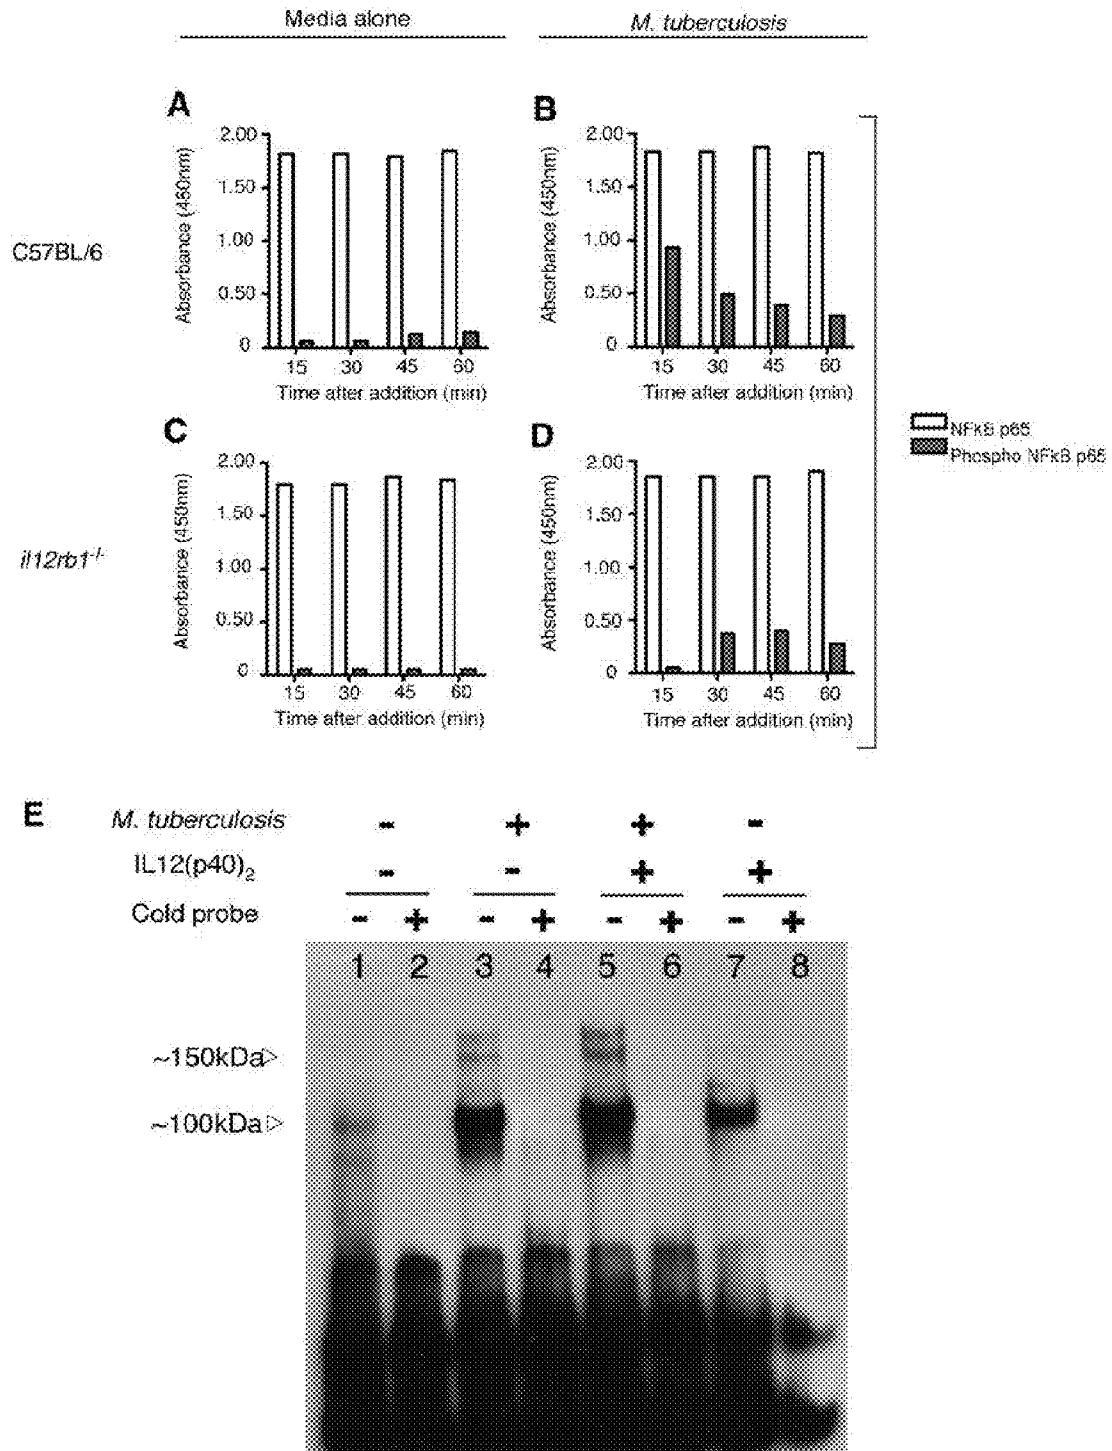 Media alone
M. tuberculosis
A
B
2.00
1.50
1.00
0.50
0
Absorbance (450nm)
15 30 45 60
Time after addition (min)
2.00
1.50
1.00
0.50
0
Absorbance (450nm)
15 30 45 60
Time after addition (min)
C57BL/6
C
D
2.00
1.50
1.00
0.50
0
Absorbance (450nm)
15 30 45 60
Time after addition (min)
2.00
1.50
1.00
0.50
0
Absorbance (450nm)
15 30 45 60
Time after addition (min)
il12rb1-/-
NFkB p65
Phospho NFkB p65
E
M. tuberculosis - + + -
IL12(p40)2 - - + +
Cold probe - + - + - + - +
1 2 3 4 5 6 7 8
~150kDa▷
~100kDa▷